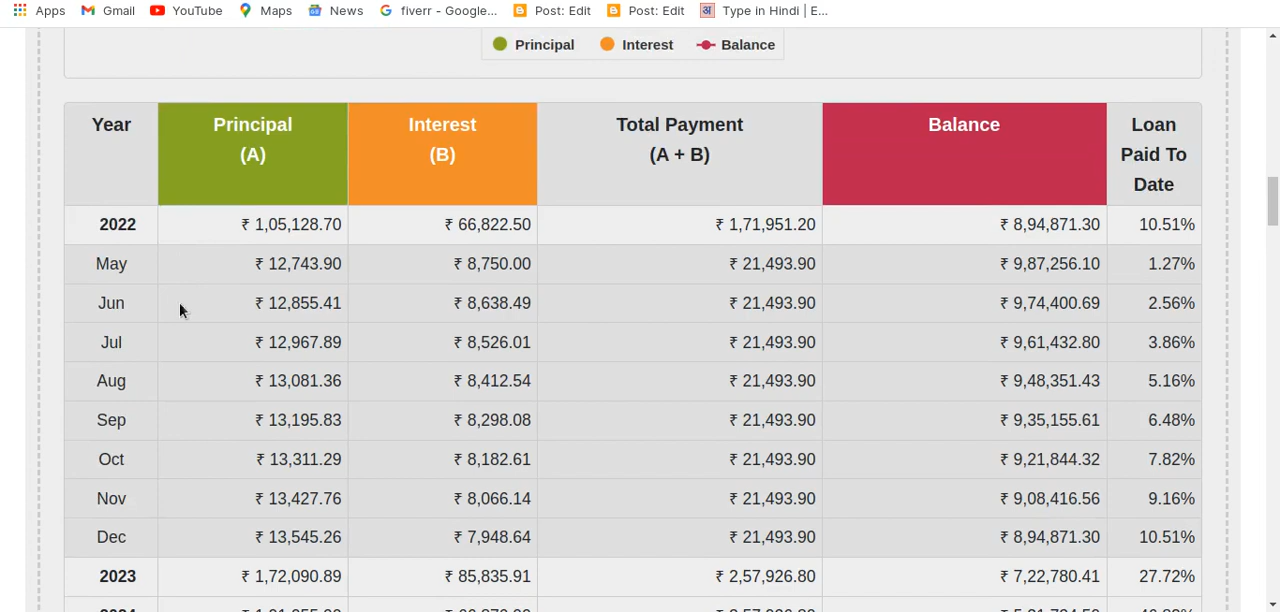 Apps Gmail YouTube Maps News fiverr - Google... Post: Edit Post: Edit अ Type in Hindi | E...
Principal Interest Balance
Year Principal (A) Interest (B) Total Payment (A + B) Balance Loan Paid To Date
2022 ₹ 1,05,128.70 ₹ 66,822.50 ₹ 1,71,951.20 ₹ 8,94,871.30 10.51%
May ₹ 12,743.90 ₹ 8,750.00 ₹ 21,493.90 ₹ 9,87,256.10 1.27%
Jun ₹ 12,855.41 ₹ 8,638.49 ₹ 21,493.90 ₹ 9,74,400.69 2.56%
Jul ₹ 12,967.89 ₹ 8,526.01 ₹ 21,493.90 ₹ 9,61,432.80 3.86%
Aug ₹ 13,081.36 ₹ 8,412.54 ₹ 21,493.90 ₹ 9,48,351.43 5.16%
Sep ₹ 13,195.83 ₹ 8,298.08 ₹ 21,493.90 ₹ 9,35,155.61 6.48%
Oct ₹ 13,311.29 ₹ 8,182.61 ₹ 21,493.90 ₹ 9,21,844.32 7.82%
Nov ₹ 13,427.76 ₹ 8,066.14 ₹ 21,493.90 ₹ 9,08,416.56 9.16%
Dec ₹ 13,545.26 ₹ 7,948.64 ₹ 21,493.90 ₹ 8,94,871.30 10.51%
2023 ₹ 1,72,090.89 ₹ 85,835.91 ₹ 2,57,926.80 ₹ 7,22,780.41 27.72%